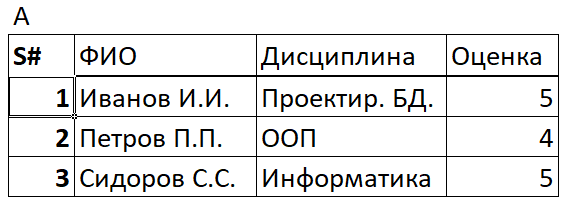 A
S# ФИО Дисциплина Оценка
1 Иванов И.И. Проектир. БД. 5
2 Петров П.П. ООП 4
3 Сидоров С.С. Информатика 5